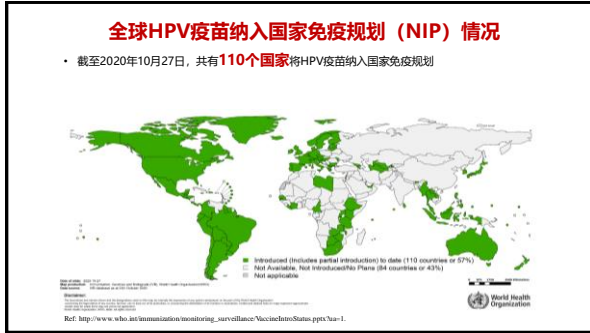 全球HPV疫苗纳入国家免疫规划（NIP）情况
• 截至2020年10月27日，共有110个国家将HPV疫苗纳入国家免疫规划
Introduced (Includes partial introduction) to date (110 countries or 57%)
Not Available, Not Introduced/No Plans (84 countries or 43%)
Not applicable
Disclaimer:
World Health
Organization
Ref: http://www.who.int/immunization/monitoring_surveillance/VaccineIntroStatus.pptx?ua=1.